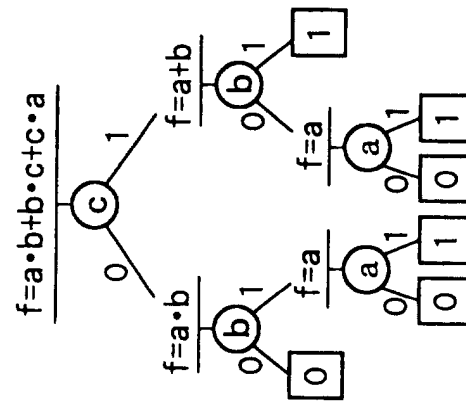 f=a•b+b•c+c•a
c
0 1
f=a•b f=a+b
b b
0 1 0 1
0 f=a f=a 1
a a
0 1 0 1
0 1 0 1